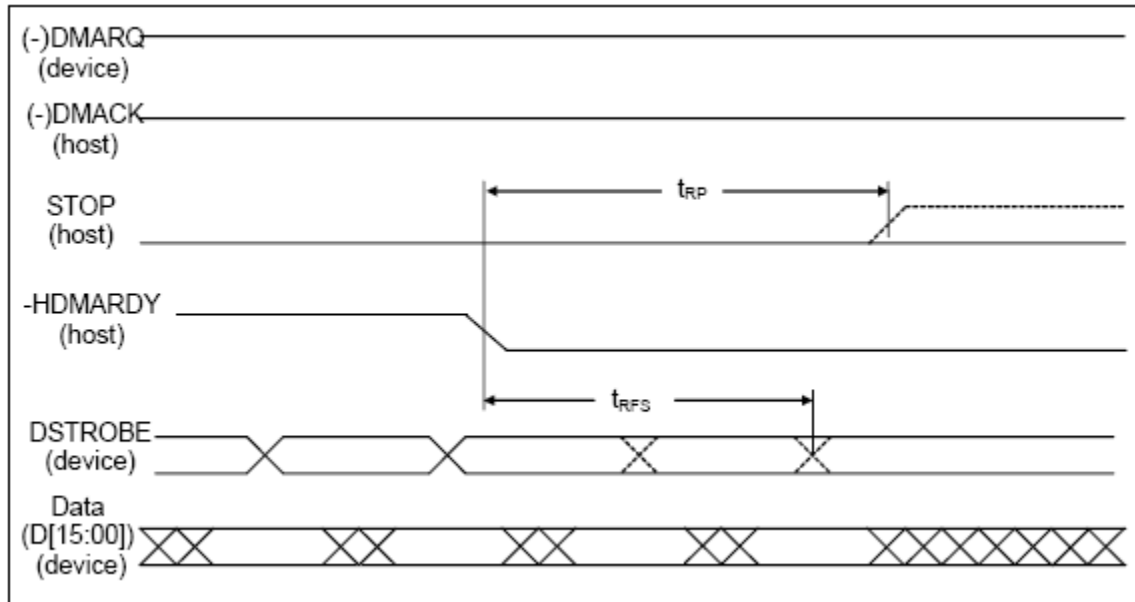 (-)DMARQ
(device)
(-)DMACK
(host)
tRP
STOP
(host)
-HDMARDY
(host)
tRFS
DSTROBE
(device)
Data
(D[15:00])
(device)